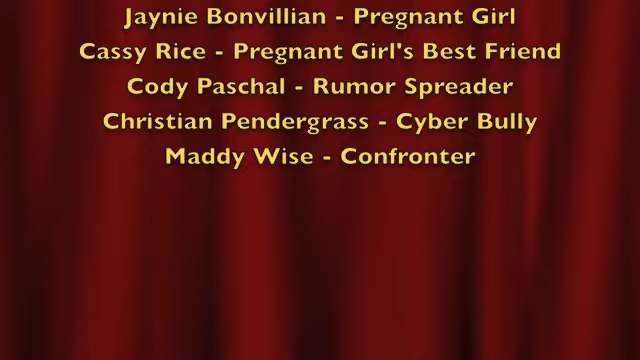 Jaynie Bonvillian - Pregnant Girl
Cassy Rice - Pregnant Girl's Best Friend
Cody Paschal - Rumor Spreader
Christian Pendergrass - Cyber Bully
Maddy Wise - Confronter